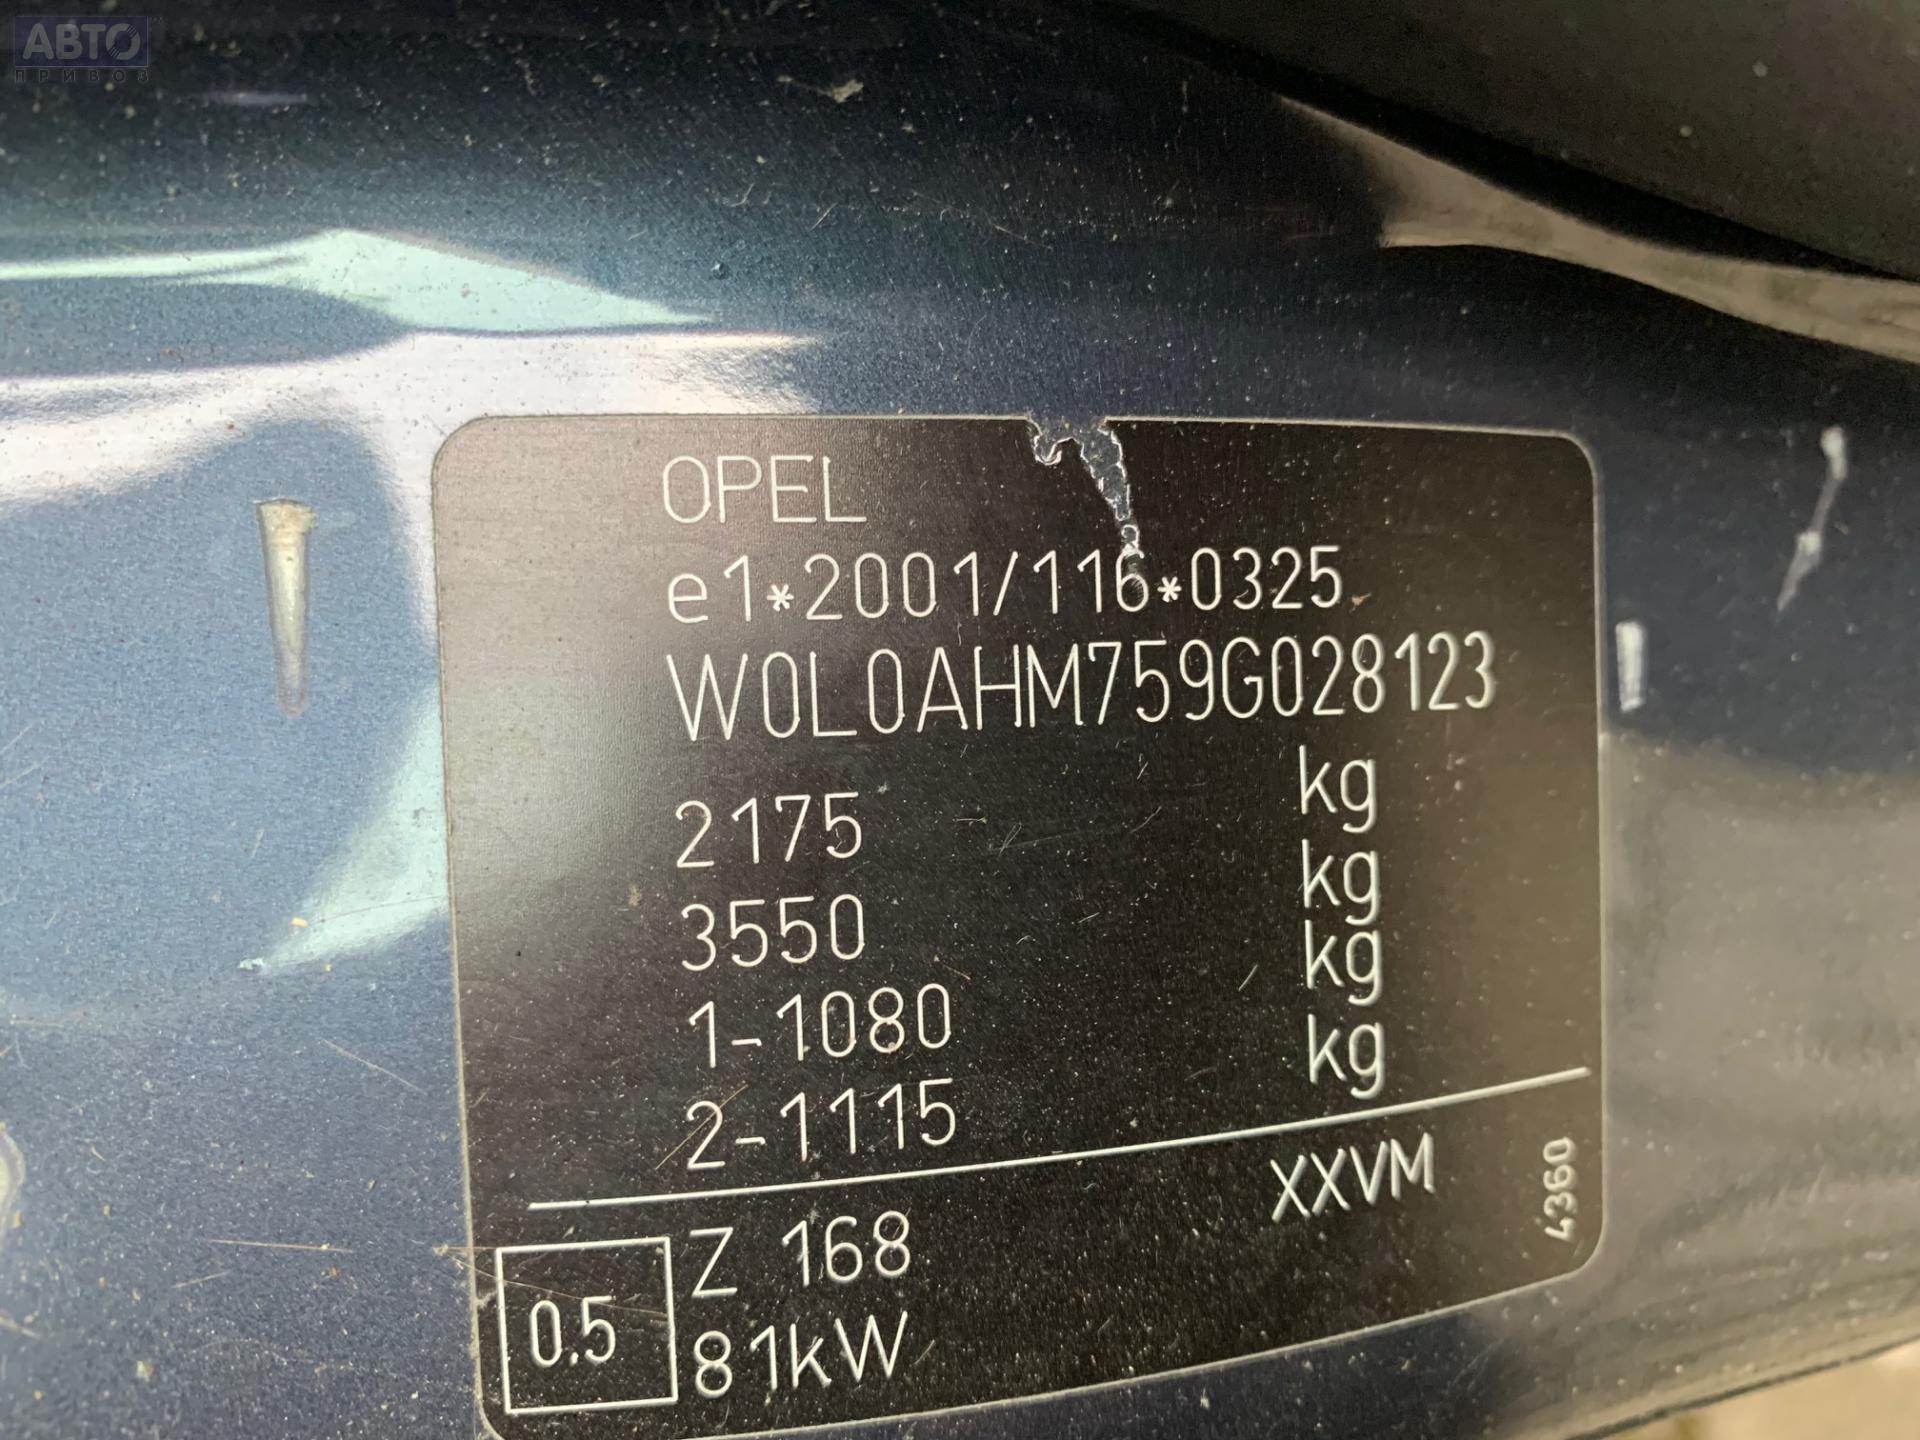 АВТО
ПРИВОЗ
OPEL
e1*2001/116*0325
W0L0AHM759G028123
2175 kg
3550 kg
1-1080 kg
2-1115 kg
Z 168 XXVM
4360
0.5
81kW